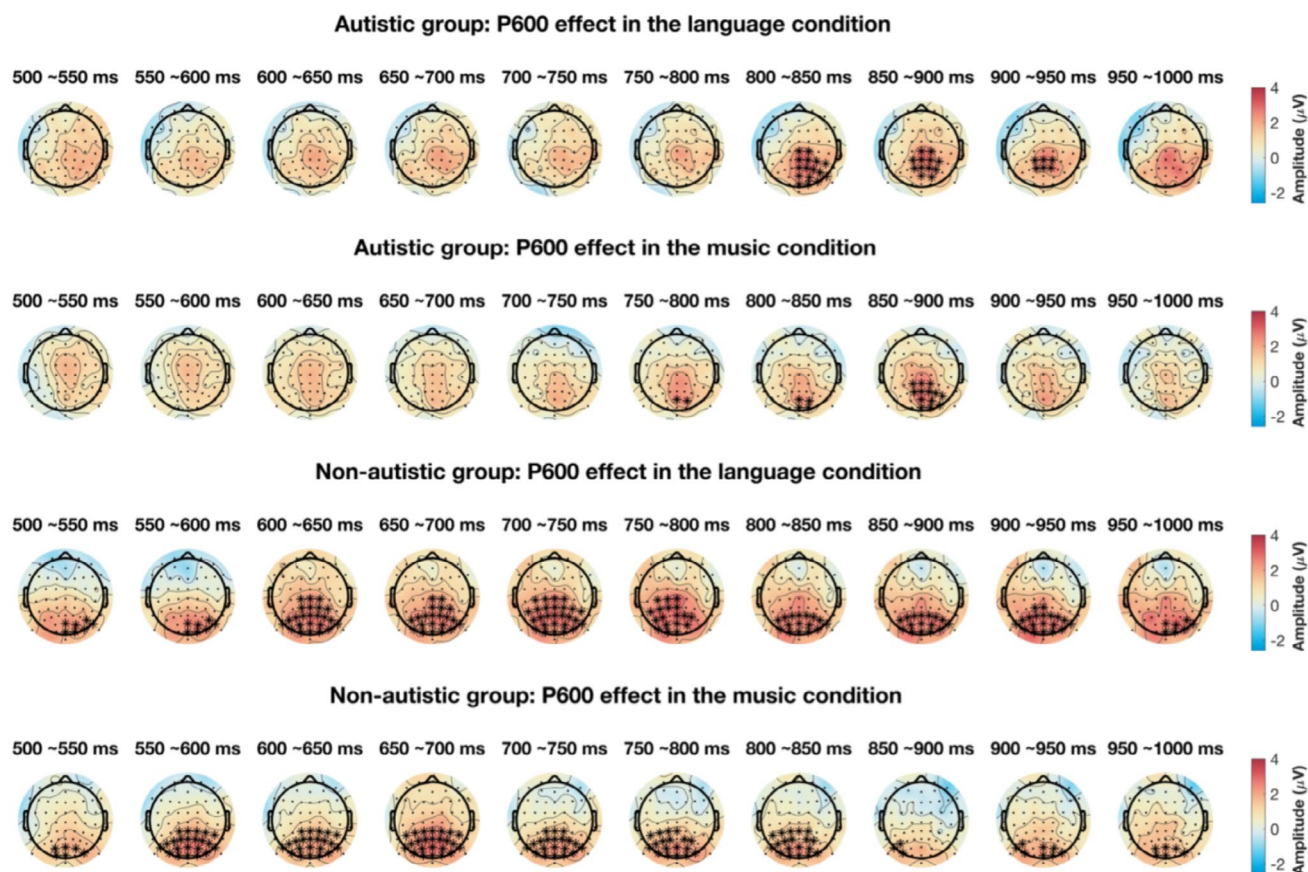 Autistic group: P600 effect in the language condition
500 ~550 ms 550 ~600 ms 600 ~650 ms 650 ~700 ms 700 ~750 ms 750 ~800 ms 800 ~850 ms 850 ~900 ms 900 ~950 ms 950 ~1000 ms
4
2
0
-2
Amplitude (μV)
Autistic group: P600 effect in the music condition
500 ~550 ms 550 ~600 ms 600 ~650 ms 650 ~700 ms 700 ~750 ms 750 ~800 ms 800 ~850 ms 850 ~900 ms 900 ~950 ms 950 ~1000 ms
4
2
0
-2
Amplitude (μV)
Non-autistic group: P600 effect in the language condition
500 ~550 ms 550 ~600 ms 600 ~650 ms 650 ~700 ms 700 ~750 ms 750 ~800 ms 800 ~850 ms 850 ~900 ms 900 ~950 ms 950 ~1000 ms
4
2
0
-2
Amplitude (μV)
Non-autistic group: P600 effect in the music condition
500 ~550 ms 550 ~600 ms 600 ~650 ms 650 ~700 ms 700 ~750 ms 750 ~800 ms 800 ~850 ms 850 ~900 ms 900 ~950 ms 950 ~1000 ms
4
2
0
-2
Amplitude (μV)